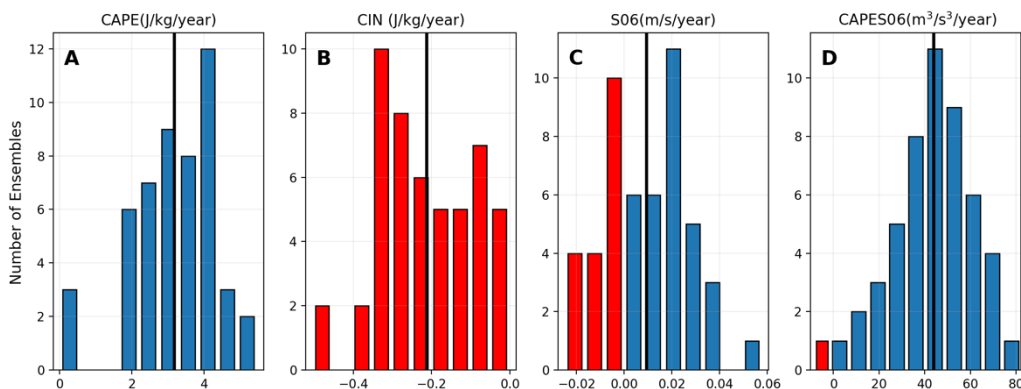 CAPE(J/kg/year)
CIN (J/kg/year)
S06(m/s/year)
CAPES06(m³/s³/year)
A
B
C
D
Number of Ensembles
12
10
8
6
4
2
0
10
8
6
4
2
0
10
8
6
4
2
0
10
8
6
4
2
0
0 2 4
−0.4 −0.2 0.0
−0.02 0.00 0.02 0.04 0.06
0 20 40 60 80